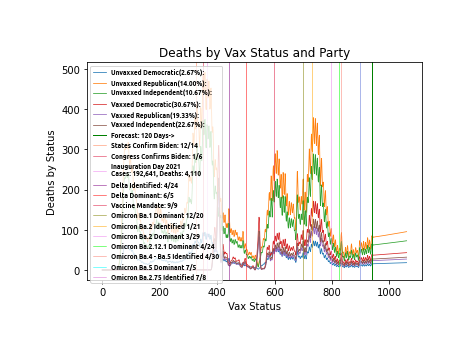 Deaths by Vax Status and Party
Deaths by Status
500
400
300
200
100
0
Unvaxxed Democratic(2.67%):
Unvaxxed Republican(14.00%):
Unvaxxed Independent(10.67%):
Vaxxed Democratic(30.67%):
Vaxxed Republican(19.33%):
Vaxxed Independent(22.67%):
Forecast: 120 Days->
States Confirm Biden: 12/14
Congress Confirms Biden: 1/6
Inauguration Day 2021
Cases: 192,641, Deaths: 4,110
Delta Identified: 4/24
Delta Dominant: 6/5
Vaccine Mandate: 9/9
Omicron Ba.1 Dominant 12/20
Omicron Ba.2 Identified 1/21
Omicron Ba.2 Dominant 3/29
Omicron Ba.2.12.1 Dominant 4/24
Omicron Ba.4 - Ba.5 Identified 4/30
Omicron Ba.5 Dominant 7/5
Omicron Ba.2.75 Identified 7/8
0 200 400 600 800 1000
Vax Status